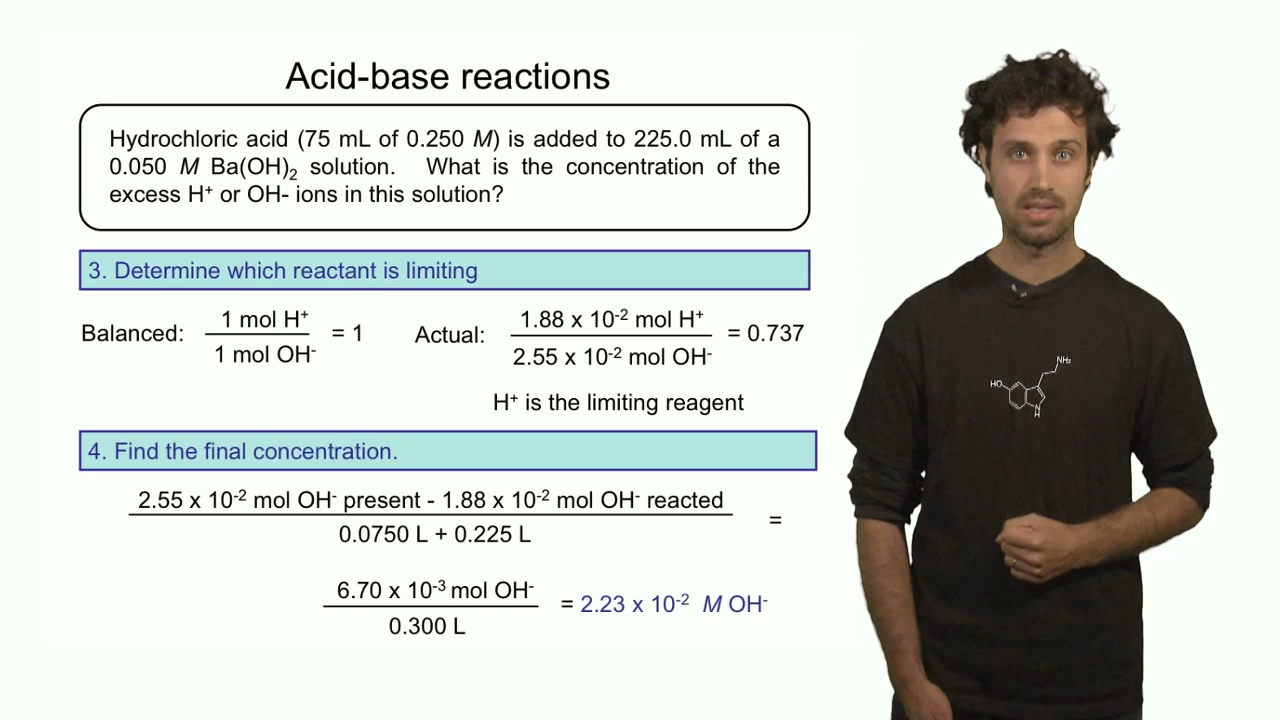 Acid-base reactions
Hydrochloric acid (75 mL of 0.250 M) is added to 225.0 mL of a
0.050 M Ba(OH)₂ solution. What is the concentration of the
excess H⁺ or OH- ions in this solution?
3. Determine which reactant is limiting
Balanced: 1 mol H⁺ / 1 mol OH⁻ = 1 Actual: 1.88 x 10⁻² mol H⁺ / 2.55 x 10⁻² mol OH⁻ = 0.737
H⁺ is the limiting reagent
4. Find the final concentration.
2.55 x 10⁻² mol OH⁻ present - 1.88 x 10⁻² mol OH⁻ reacted
0.0750 L + 0.225 L
=
6.70 x 10⁻³ mol OH⁻
0.300 L
= 2.23 x 10⁻² M OH⁻
HO
NH₂
N
H